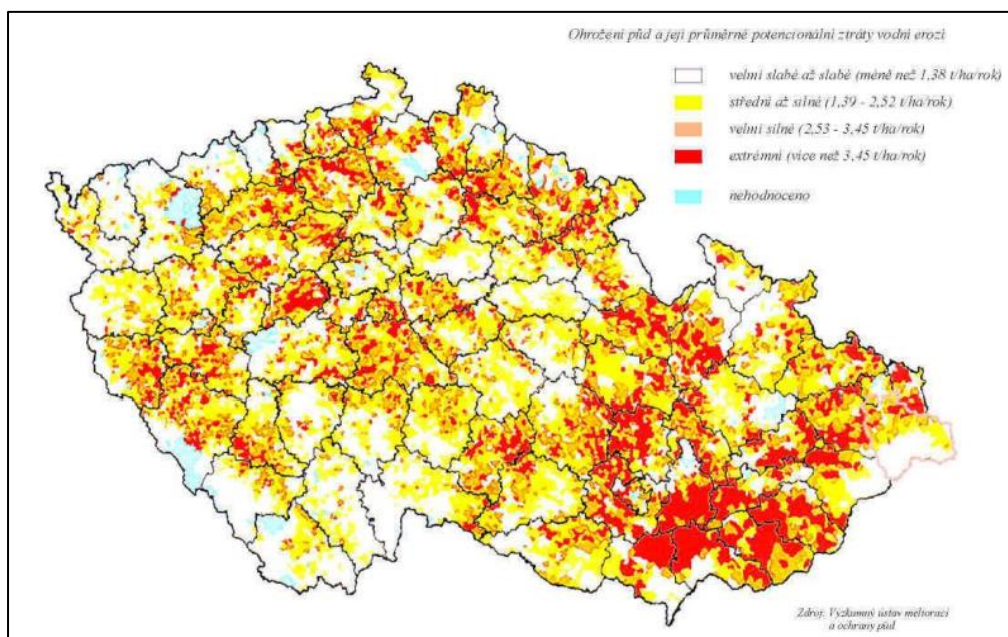 Ohrožení půd a její průměrné potencionální ztráty vodní erozí
velmi slabé až slabé (méně než 1,38 t/ha/rok)
střední až silné (1,39 - 2,52 t/ha/rok)
velmi silné (2,53 - 3,45 t/ha/rok)
extrémní (více než 3,45 t/ha/rok)
nehodnoceno
Zdroj: Výzkumný ústav meliorací
a ochrany půd